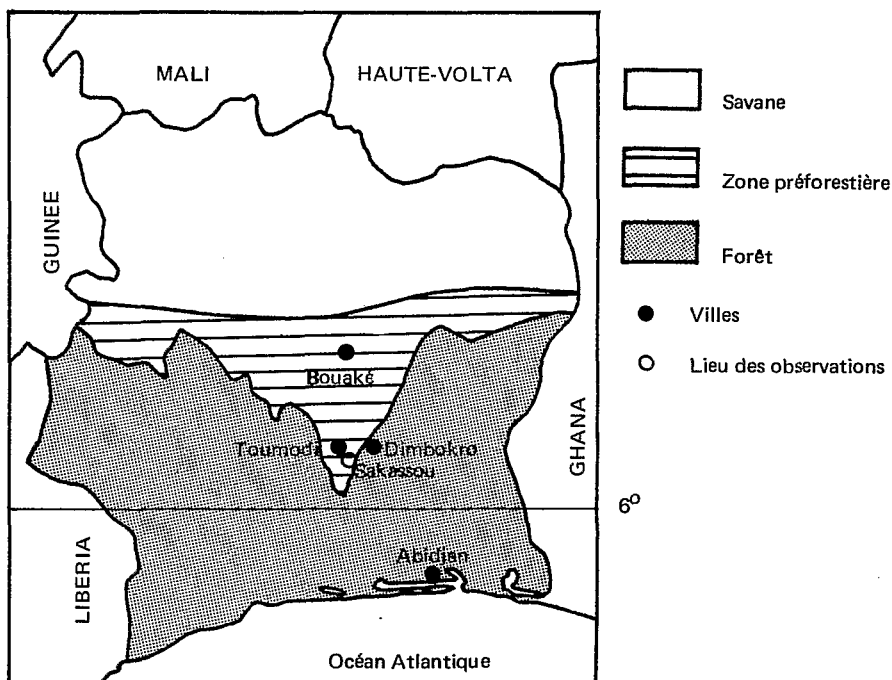 MALI
HAUTE-VOLTA
GUINEE
Bouaké
Toumodi
Dimbokro
Sakassou
GHANA
6º
LIBERIA
Abidjan
Océan Atlantique
Savane
Zone préforestière
Forêt
Villes
Lieu des observations